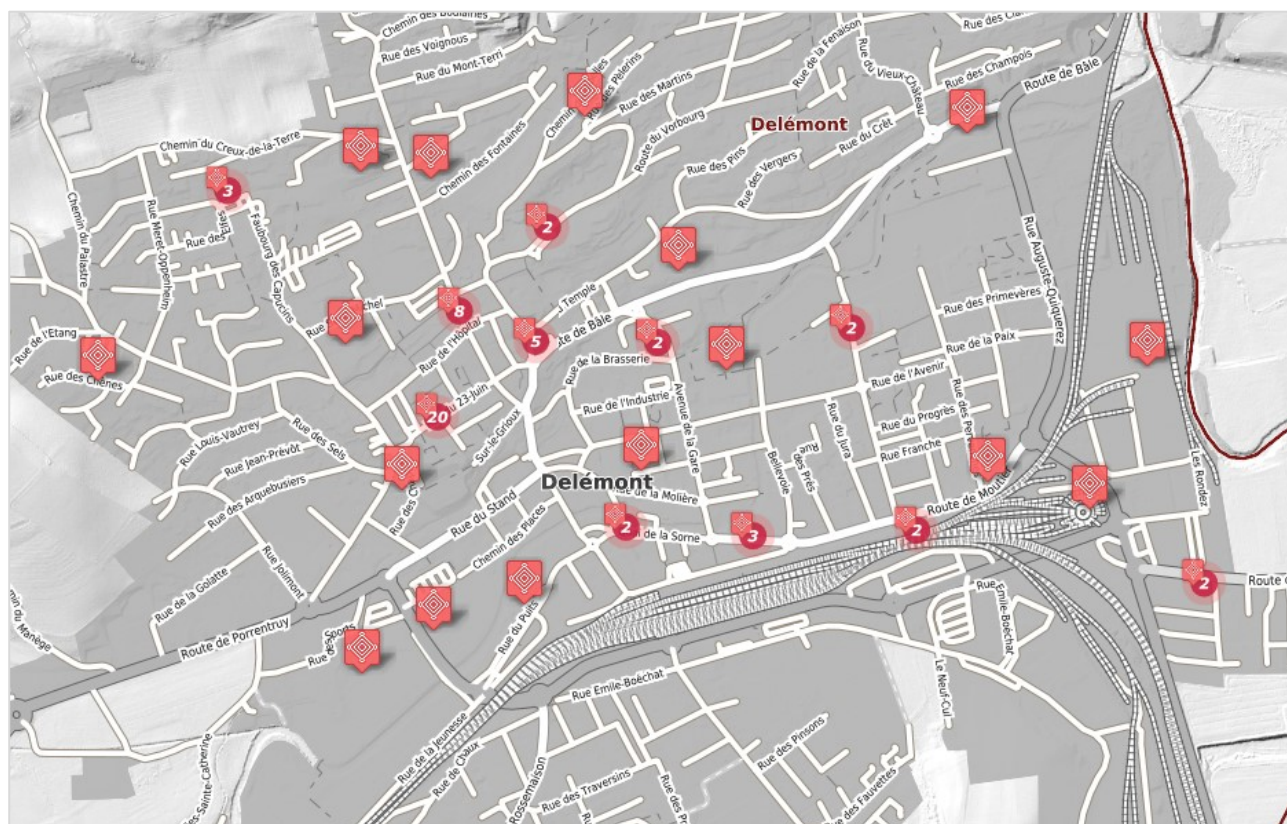 Chemin des Boulaines
Rue des Voignous
Rue du Mont-Terri
Rue des Pèlerins
Rue des Martins
Rue de la Fenaison
Rue du Vieux-Château
Rue des Champois
Route de Bâle
Delémont
Rue du Crêt
Chemin du Creux-de-la-Terre
Chemin des Fontaines
Route du Vorbourg
Rue des Pins
Rue des Vergers
3
Chemin du Palastre
Rue Meret-Oppenheim
Rue des
Elfes
Faubourg des Capucins
2
Rue Auguste-Quiquerez
Temple
8
5
2
2
Rue des Primevères
Rue de l'Hôpital
Rue de la Brasserie
Rue de la Paix
Rue de l'Etang
Rue des Chênes
Rue de l'Avenir
23-Juin
20
Sur-le-Grioux
Rue de l'Industrie
Avenue de la Gare
Rue du Jura
Rue du Progrès
Rue Franche
Rue Louis-Vautrey
Rue des Sels
Rue Jean-Prévôt
Rue des Arquebusiers
Bellevoie
Rue des Prés
Les Rondez
Delémont
de la Molière
Rue du Stand
Chemin des Places
2
de la Sorne
3
2
2
Rue de la Golatte
Rue Jolimont
Rue du Puits
Rue Emile-Boéchat
Route de Porrentruy
Le Neuf-Cul
Rue Emile-Boéchat
Rue de la Jeunesse
Rue de Chaux
Rossemaison
Rue des Traversins
Rue des Pinsons
Rue des Fauvettes